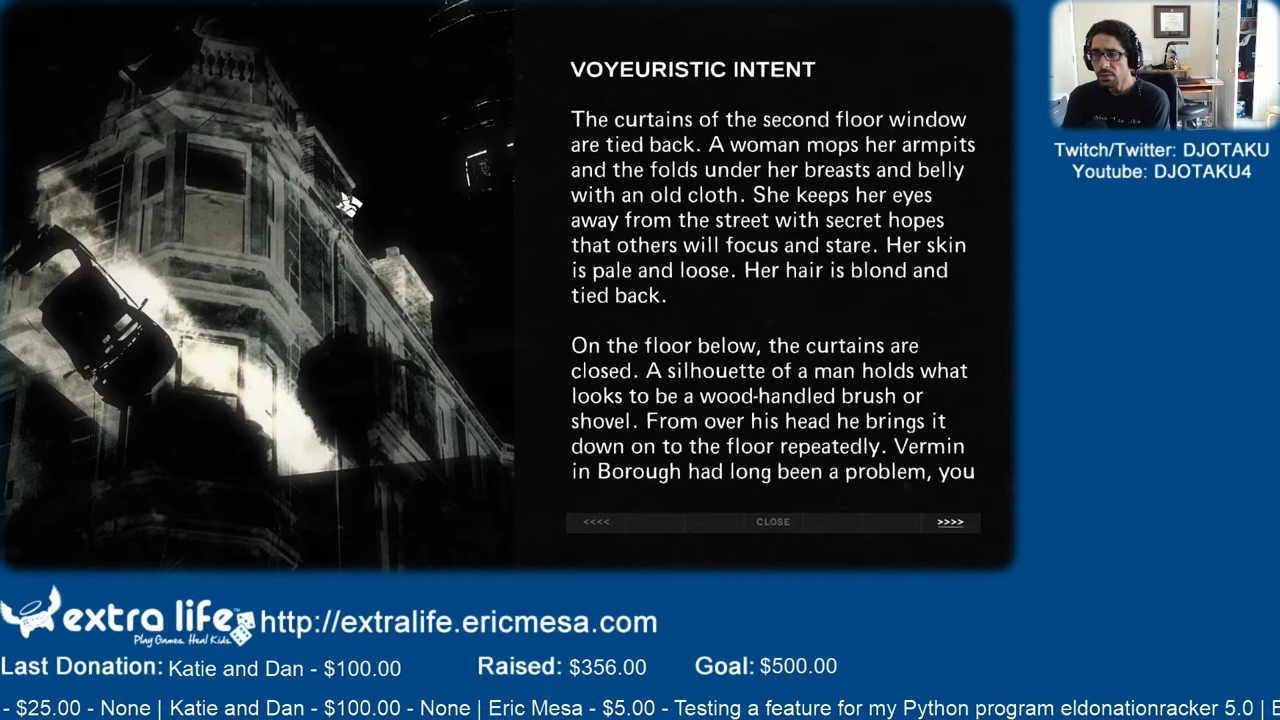 VOYEURISTIC INTENT
The curtains of the second floor window
are tied back. A woman mops her armpits
and the folds under her breasts and belly
with an old cloth. She keeps her eyes
away from the street with secret hopes
that others will focus and stare. Her skin
is pale and loose. Her hair is blond and
tied back.
On the floor below, the curtains are
closed. A silhouette of a man holds what
looks to be a wood-handled brush or
shovel. From over his head he brings it
down on to the floor repeatedly. Vermin
in Borough had long been a problem, you
<<<< CLOSE >>>>
Twitch/Twitter: DJOTAKU
Youtube: DJOTAKU4
extra life
Play Games. Heal Kids.
http://extralife.ericmesa.com
Last Donation: Katie and Dan - $100.00 Raised: $356.00 Goal: $500.00
- $25.00 - None | Katie and Dan - $100.00 - None | Eric Mesa - $5.00 - Testing a feature for my Python program eldonationracker 5.0 | E